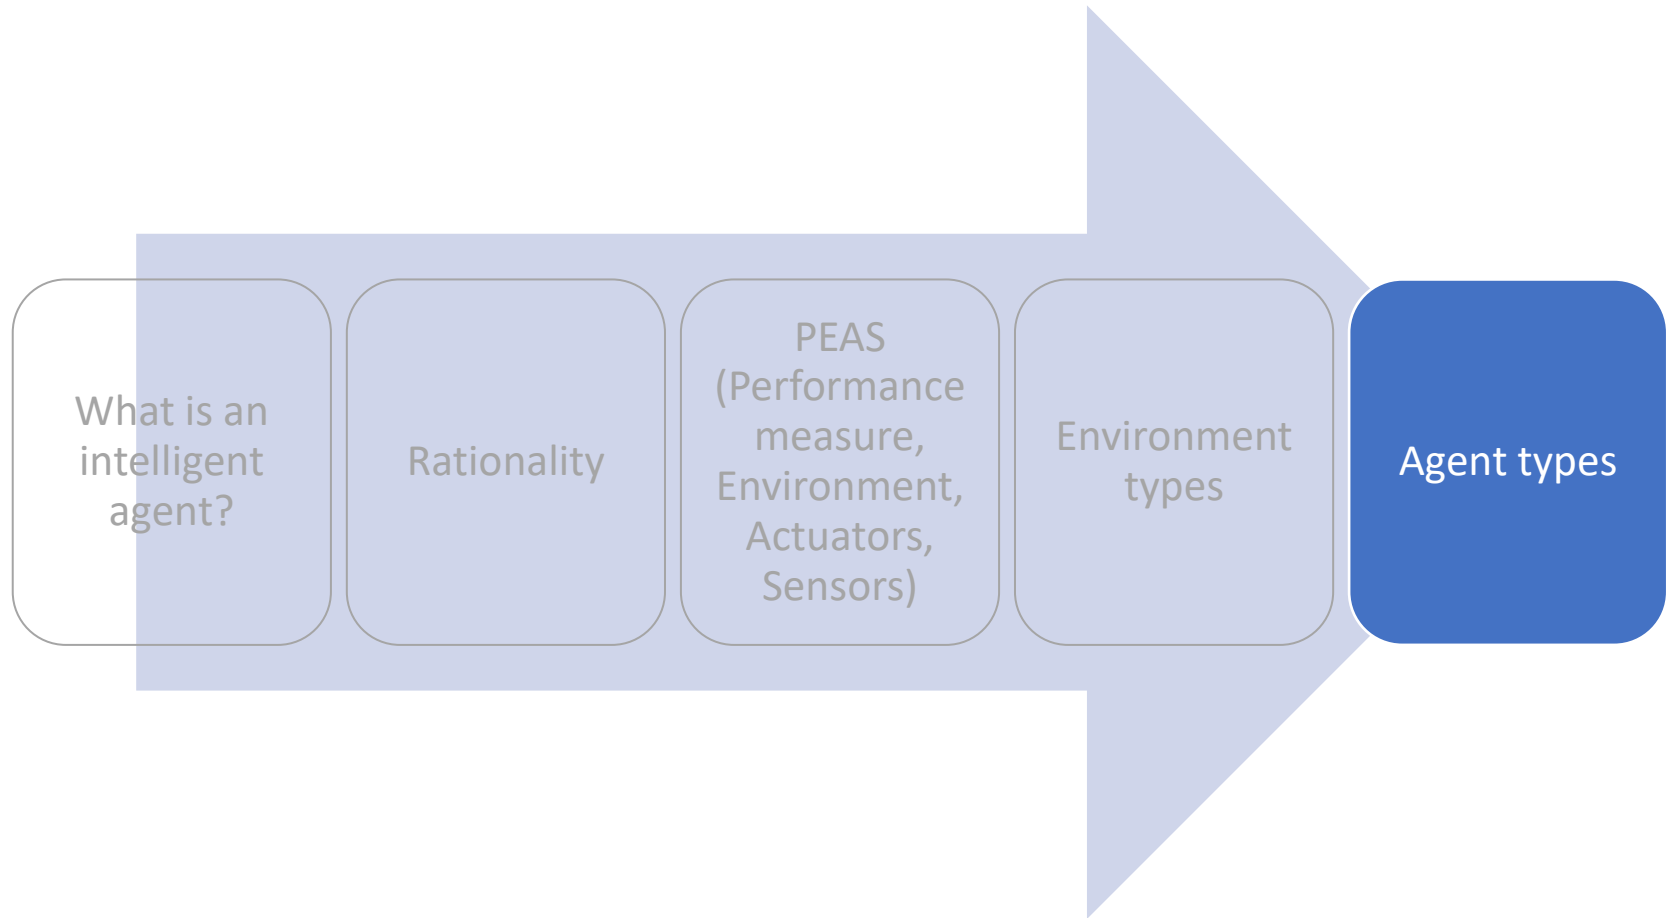 What is an
intelligent
agent?
Rationality
PEAS
(Performance
measure,
Environment,
Actuators,
Sensors)
Environment
types
Agent types